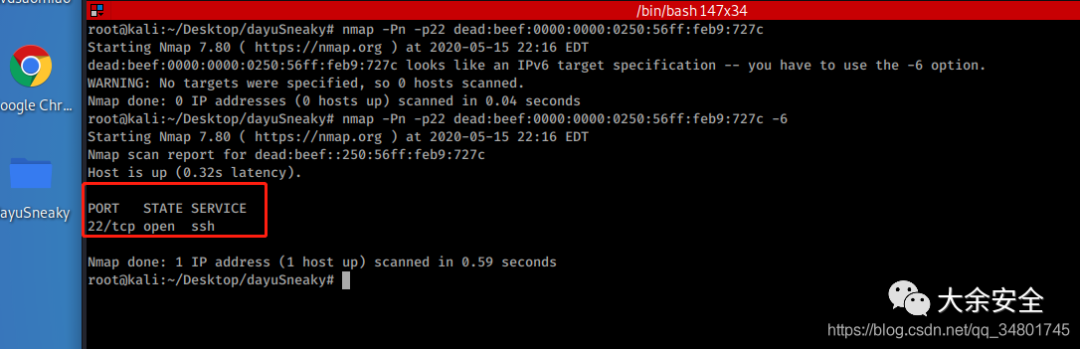 /bin/bash 147x34
root@kali:~/Desktop/dayuSneaky# nmap -Pn -p22 dead:beef:0000:0000:0250:56ff:feb9:727c
Starting Nmap 7.80 ( https://nmap.org ) at 2020-05-15 22:16 EDT
dead:beef:0000:0000:0250:56ff:feb9:727c looks like an IPv6 target specification -- you have to use the -6 option.
WARNING: No targets were specified, so 0 hosts scanned.
Nmap done: 0 IP addresses (0 hosts up) scanned in 0.04 seconds
root@kali:~/Desktop/dayuSneaky# nmap -Pn -p22 dead:beef:0000:0000:0250:56ff:feb9:727c -6
Starting Nmap 7.80 ( https://nmap.org ) at 2020-05-15 22:16 EDT
Nmap scan report for dead:beef::250:56ff:feb9:727c
Host is up (0.32s latency).
PORT   STATE SERVICE
22/tcp open  ssh
Nmap done: 1 IP address (1 host up) scanned in 0.59 seconds
root@kali:~/Desktop/dayuSneaky#
oogle Chr...
ayuSneaky
大余安全
https://blog.csdn.net/qq_34801745